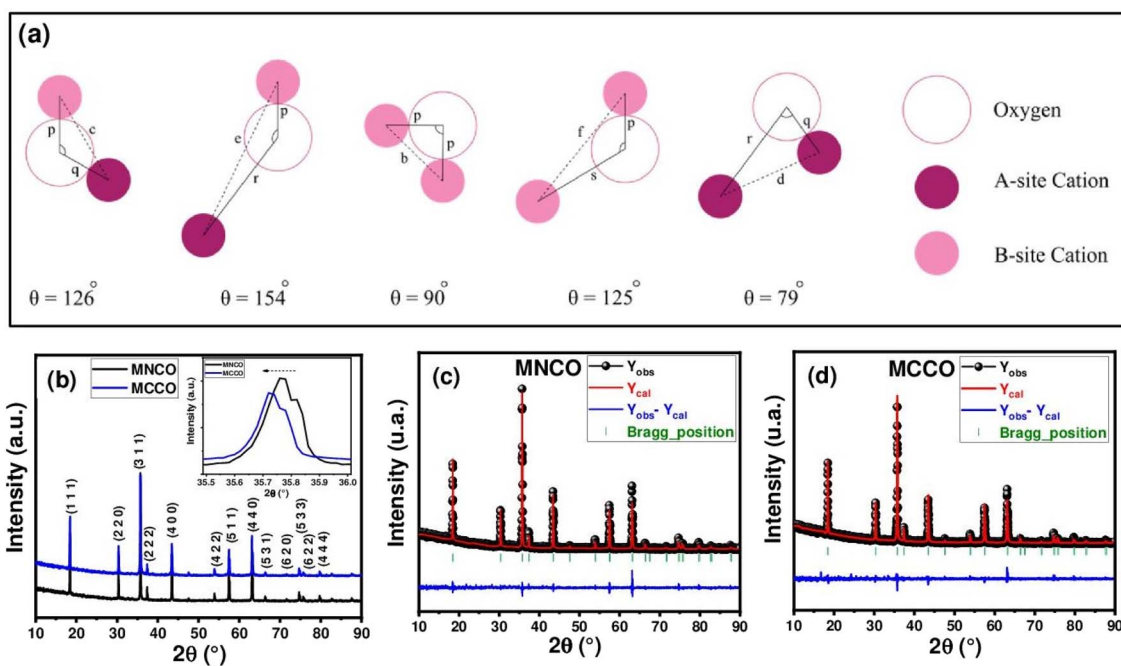 (a)
p
c
q
θ = 126°
p
e
r
θ = 154°
p
p
b
θ = 90°
p
f
s
θ = 125°
q
r
d
θ = 79°
Oxygen
A-site Cation
B-site Cation
(b)
MNCO
MCCO
Intensity (a.u.)
2θ (°)
10 20 30 40 50 60 70 80 90
(1 1 1)
(2 2 0)
(3 1 1)
(2 2 2)
(4 0 0)
(4 2 2)
(5 1 1)
(4 4 0)
(5 3 1)
(6 2 0)
(5 3 3)
(6 2 2)
(4 4 4)
MNCO
MCCO
Intensity (a.u.)
35.5 35.6 35.7 35.8 35.9 36.0
2θ (°)
(c)
MNCO
Yobs
Ycal
Yobs- Ycal
Bragg_position
Intensity (u.a.)
10 20 30 40 50 60 70 80 90
2θ (°)
(d)
MCCO
Yobs
Ycal
Yobs- Ycal
Bragg_position
Intensity (u.a.)
10 20 30 40 50 60 70 80 90
2θ (°)